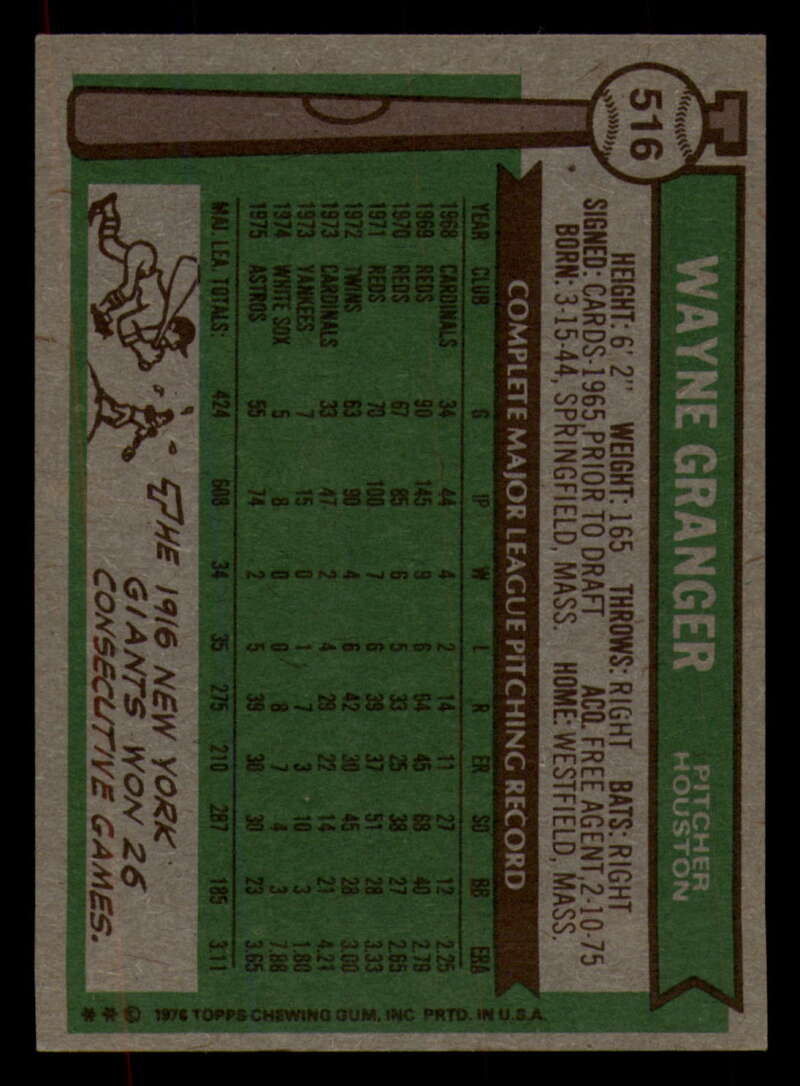 516
WAYNE GRANGER
PITCHER
HOUSTON
HEIGHT: 6' 2" WEIGHT: 165 THROWS: RIGHT BATS: RIGHT
SIGNED: CARDS-1965 PRIOR TO DRAFT ACQ. FREE AGENT, 2-10-75
BORN: 3-15-44, SPRINGFIELD, MASS. HOME: WESTFIELD, MASS.
COMPLETE MAJOR LEAGUE PITCHING RECORD
YEAR CLUB G IP W L R ER SO BB ERA
1968 CARDINALS 34 44 4 2 14 11 27 12 2.25
1969 REDS 90 145 9 6 54 45 68 40 2.79
1970 REDS 67 85 6 5 33 25 38 27 2.65
1971 REDS 70 100 7 6 39 37 51 28 3.33
1972 TWINS 63 90 4 6 42 30 45 28 3.00
1973 CARDINALS 33 47 2 4 29 22 14 21 4.21
1973 YANKEES 7 15 0 1 7 3 10 3 1.80
1974 WHITE SOX 5 8 0 0 8 7 4 3 7.88
1975 ASTROS 55 74 2 5 39 30 30 23 3.65
MAJ. LEA. TOTALS: 424 608 34 35 275 210 287 185 3.11
THE 1916 NEW YORK
GIANTS WON 26
CONSECUTIVE GAMES.
** © 1976 TOPPS CHEWING GUM, INC PRTD. IN U.S.A.